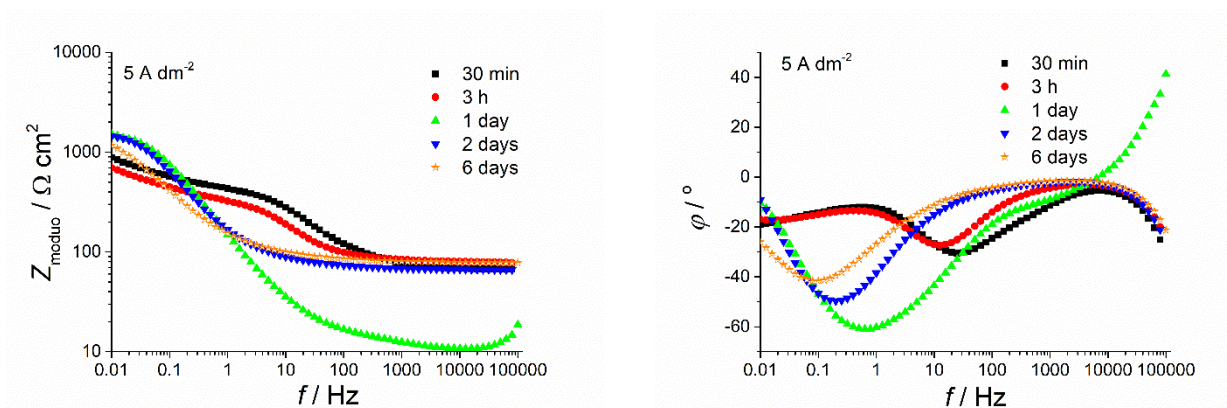 10000
1000
100
10
Z moduo / Ω cm2
5 A dm-2
30 min
3 h
1 day
2 days
6 days
0.01 0.1 1 10 100 1000 10000 100000
f / Hz
40
20
0
-20
-40
-60
φ / °
5 A dm-2
30 min
3 h
1 day
2 days
6 days
0.01 0.1 1 10 100 1000 10000 100000
f / Hz